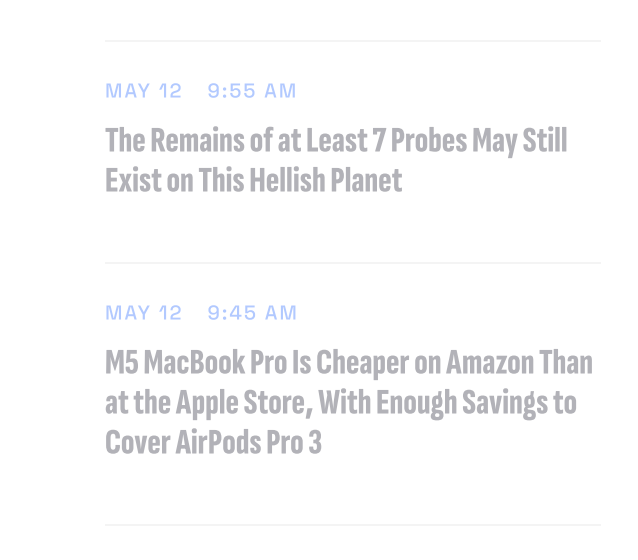 MAY 12 9:55 AM
The Remains of at Least 7 Probes May Still
Exist on This Hellish Planet
MAY 12 9:45 AM
M5 MacBook Pro Is Cheaper on Amazon Than
at the Apple Store, With Enough Savings to
Cover AirPods Pro 3